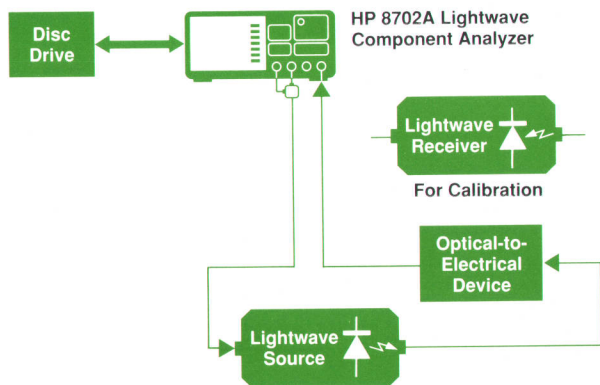 Disc
Drive
HP 8702A Lightwave
Component Analyzer
Lightwave
Receiver
For Calibration
Optical-to-
Electrical
Device
Lightwave
Source